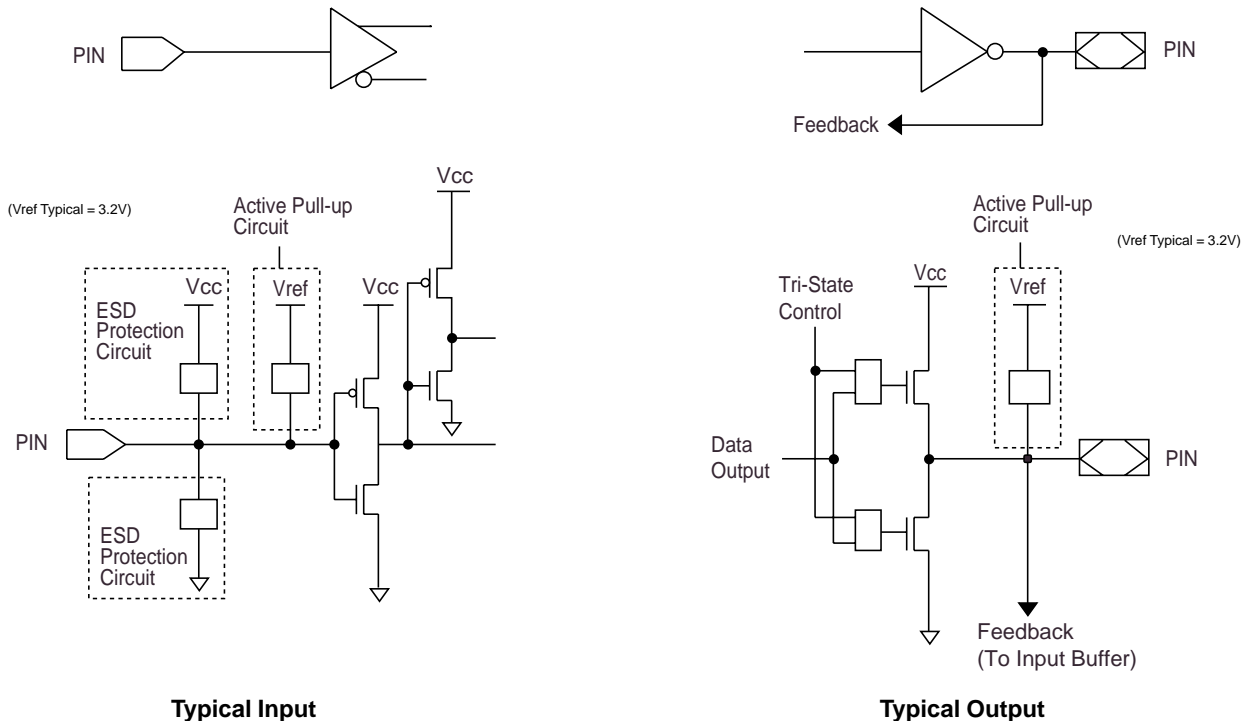 PIN
PIN
Feedback
Vcc
(Vref Typical = 3.2V)
Active Pull-up
Circuit
Active Pull-up
Circuit
(Vref Typical = 3.2V)
Vcc
Vref
Vcc
ESD
Protection
Circuit
Tri-State
Control
Vcc
Vref
PIN
Data
Output
PIN
ESD
Protection
Circuit
Feedback
(To Input Buffer)
Typical Input
Typical Output